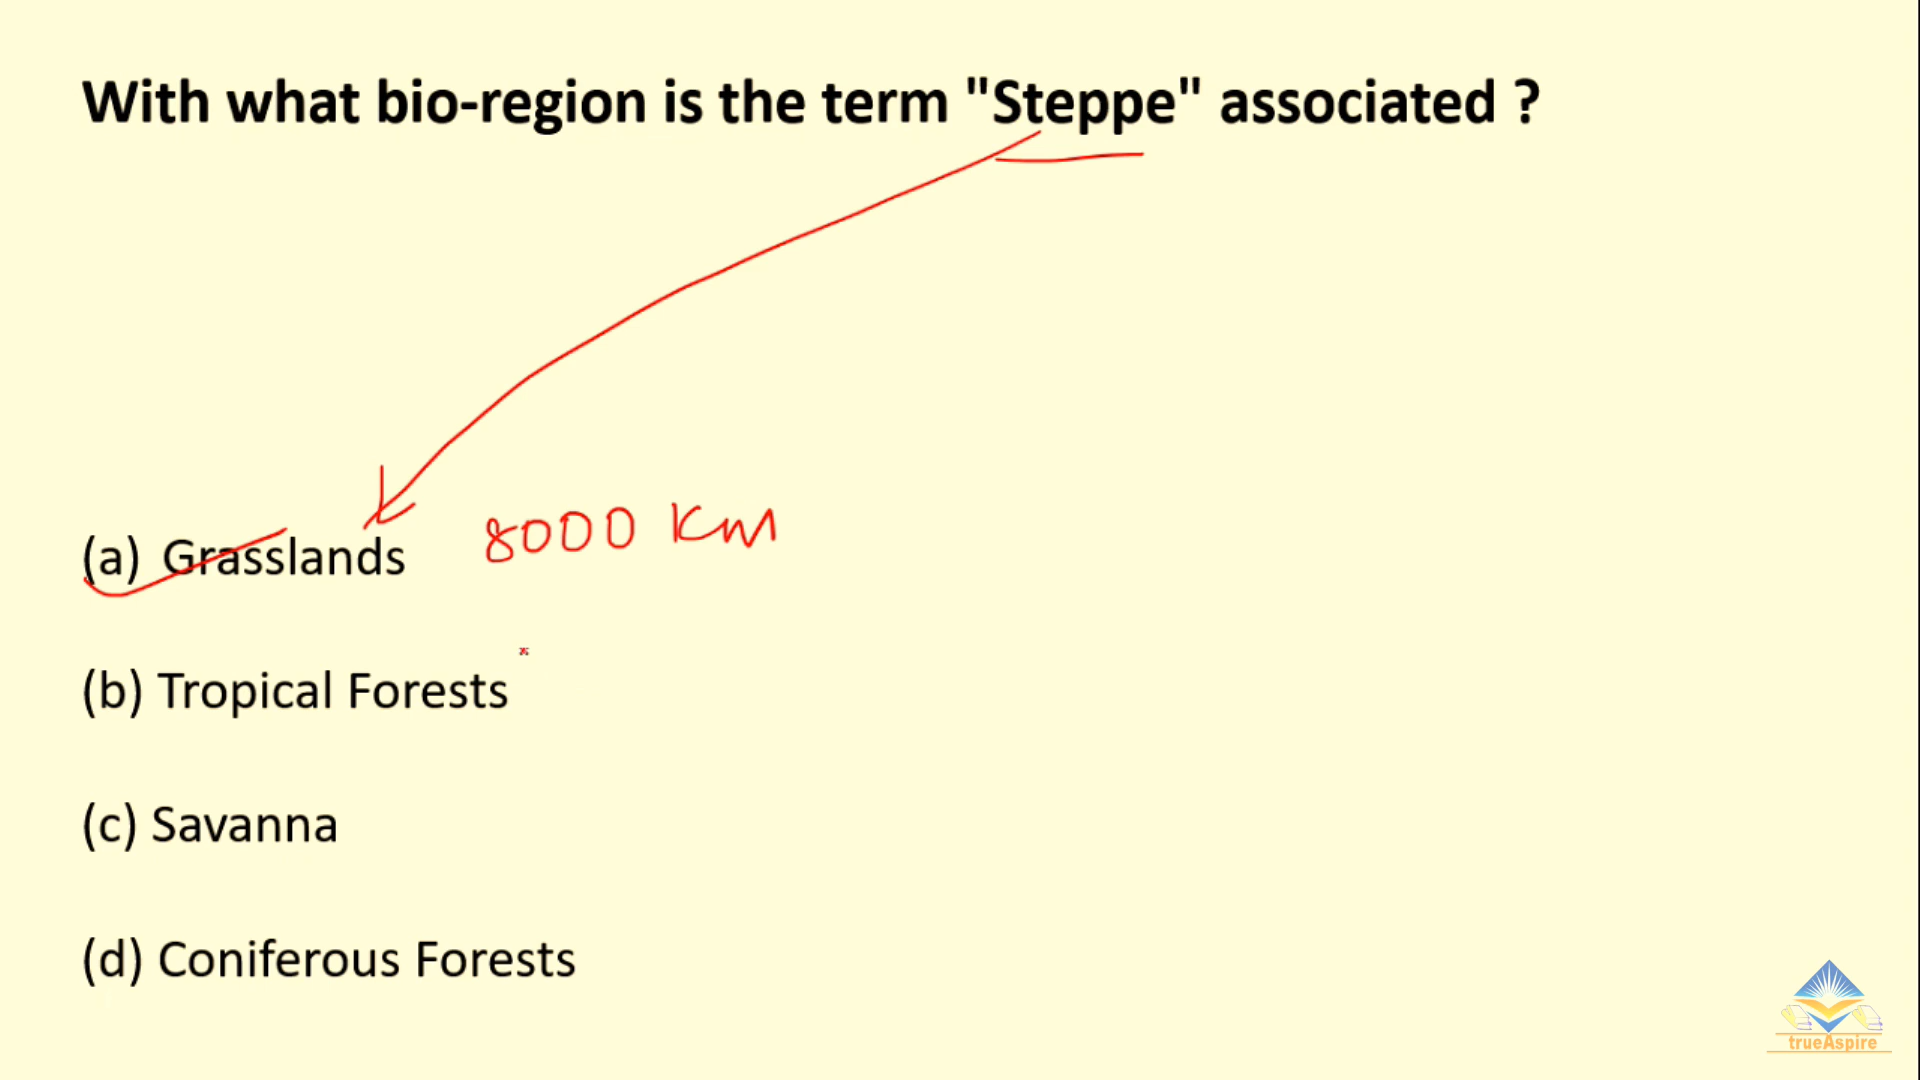 With what bio-region is the term "Steppe" associated ?
(a) Grasslands 8000 KM
(b) Tropical Forests
(c) Savanna
(d) Coniferous Forests
trueAspire